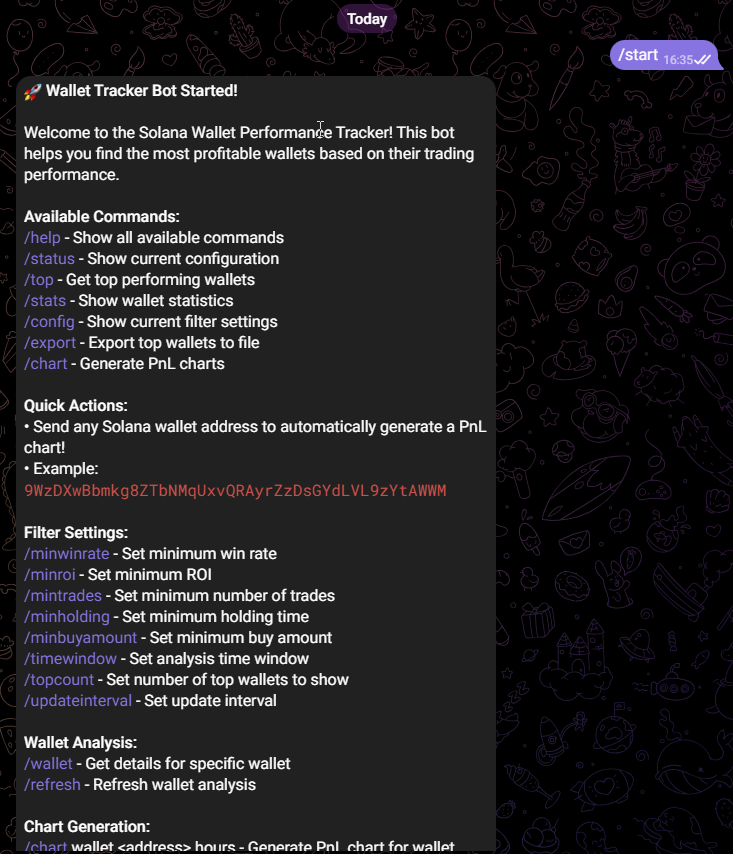 Today
/start 16:35
🚀 Wallet Tracker Bot Started!
Welcome to the Solana Wallet Performance Tracker! This bot
helps you find the most profitable wallets based on their trading
performance.
Available Commands:
/help - Show all available commands
/status - Show current configuration
/top - Get top performing wallets
/stats - Show wallet statistics
/config - Show current filter settings
/export - Export top wallets to file
/chart - Generate PnL charts
Quick Actions:
• Send any Solana wallet address to automatically generate a PnL
chart!
• Example:
9WzDXwBbmkg8ZTbNMqUxvQRAyrZzDsGYdLVL9zYtAWWM
Filter Settings:
/minwinrate - Set minimum win rate
/minroi - Set minimum ROI
/mintrades - Set minimum number of trades
/minholding - Set minimum holding time
/minbuyamount - Set minimum buy amount
/timewindow - Set analysis time window
/topcount - Set number of top wallets to show
/updateinterval - Set update interval
Wallet Analysis:
/wallet - Get details for specific wallet
/refresh - Refresh wallet analysis
Chart Generation:
/chart wallet <address> hours - Generate PnL chart for wallet